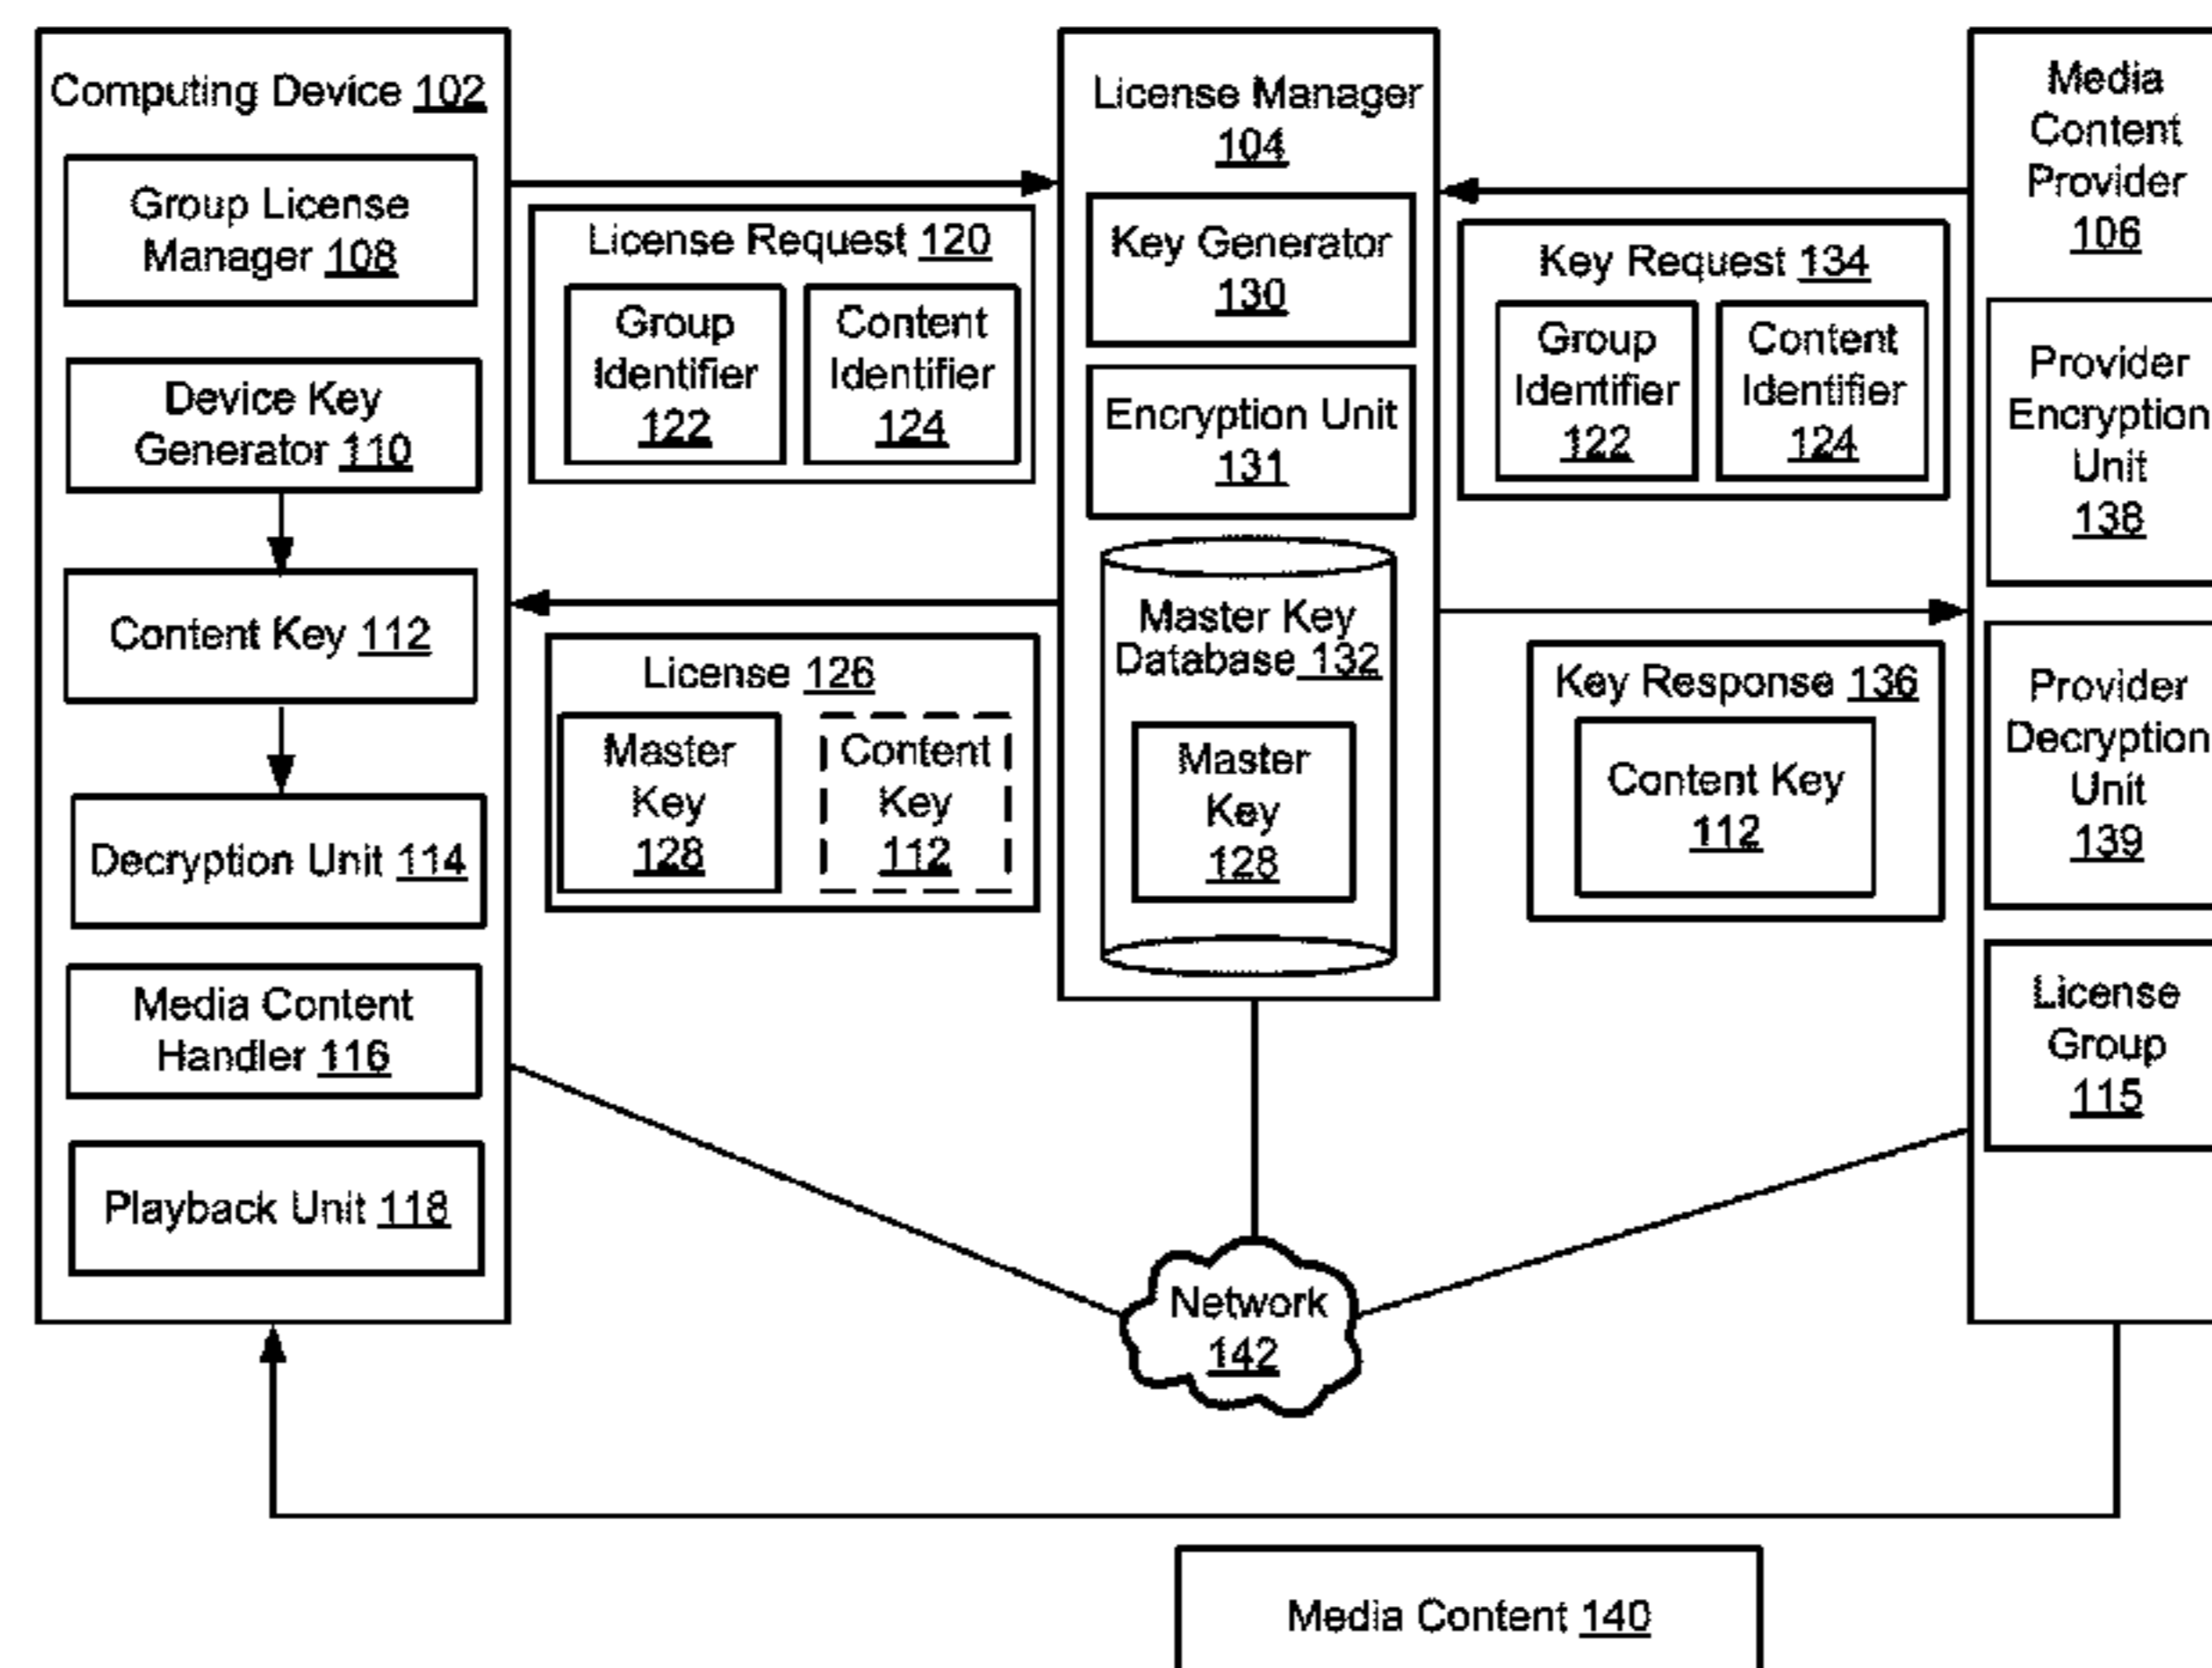 Computing Device 102
Group License
Manager 108
Device Key
Generator 110
Content Key 112
Decryption Unit 114
Media Content
Handler 116
Playback Unit 118
License Request 120
Group
Identifier
122
Content
Identifier
124
License 126
Master
Key
128
Content
Key
112
License Manager
104
Key Generator
130
Encryption Unit
131
Master Key
Database 132
Master
Key
128
Key Request 134
Group
Identifier
122
Content
Identifier
124
Key Response 136
Content Key
112
Media
Content
Provider
106
Provider
Encryption
Unit
138
Provider
Decryption
Unit
139
License
Group
115
Network
142
Media Content 140